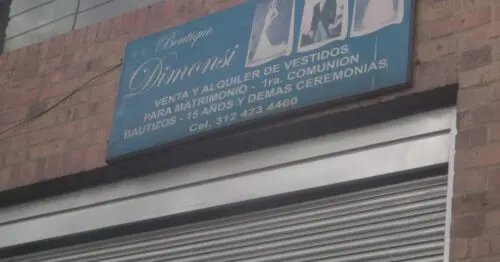 Boutique
Dimonsi
VENTA Y ALQUILER DE VESTIDOS
PARA MATRIMONIO - 1ra. COMUNION
BAUTIZOS - 15 AÑOS Y DEMAS CEREMONIAS
Cel. 312 423 4460